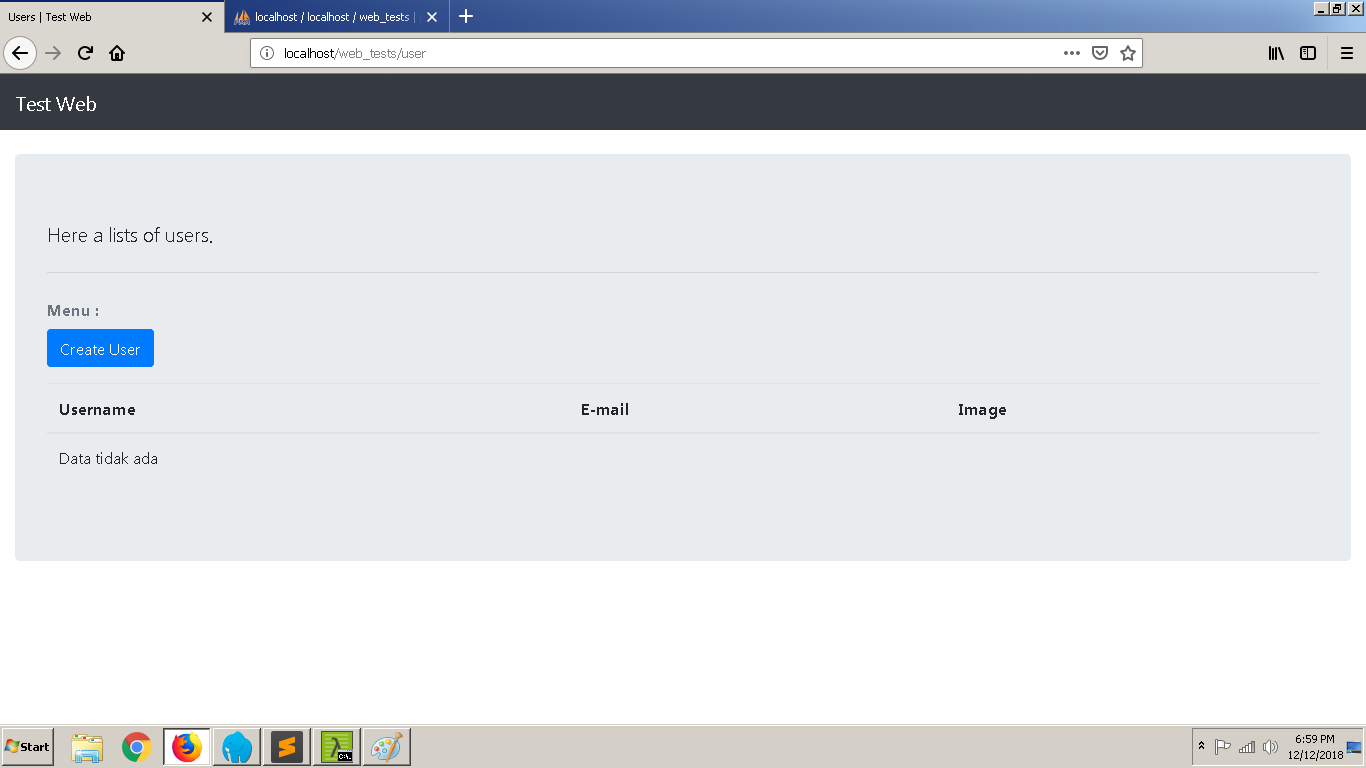 Users | Test Web
localhost / localhost / web_tests |
localhost/web_tests/user
Test Web
Here a lists of users.
Menu :
Create User
Username E-mail Image
Data tidak ada
Start
C:\.
6:59 PM
12/12/2018